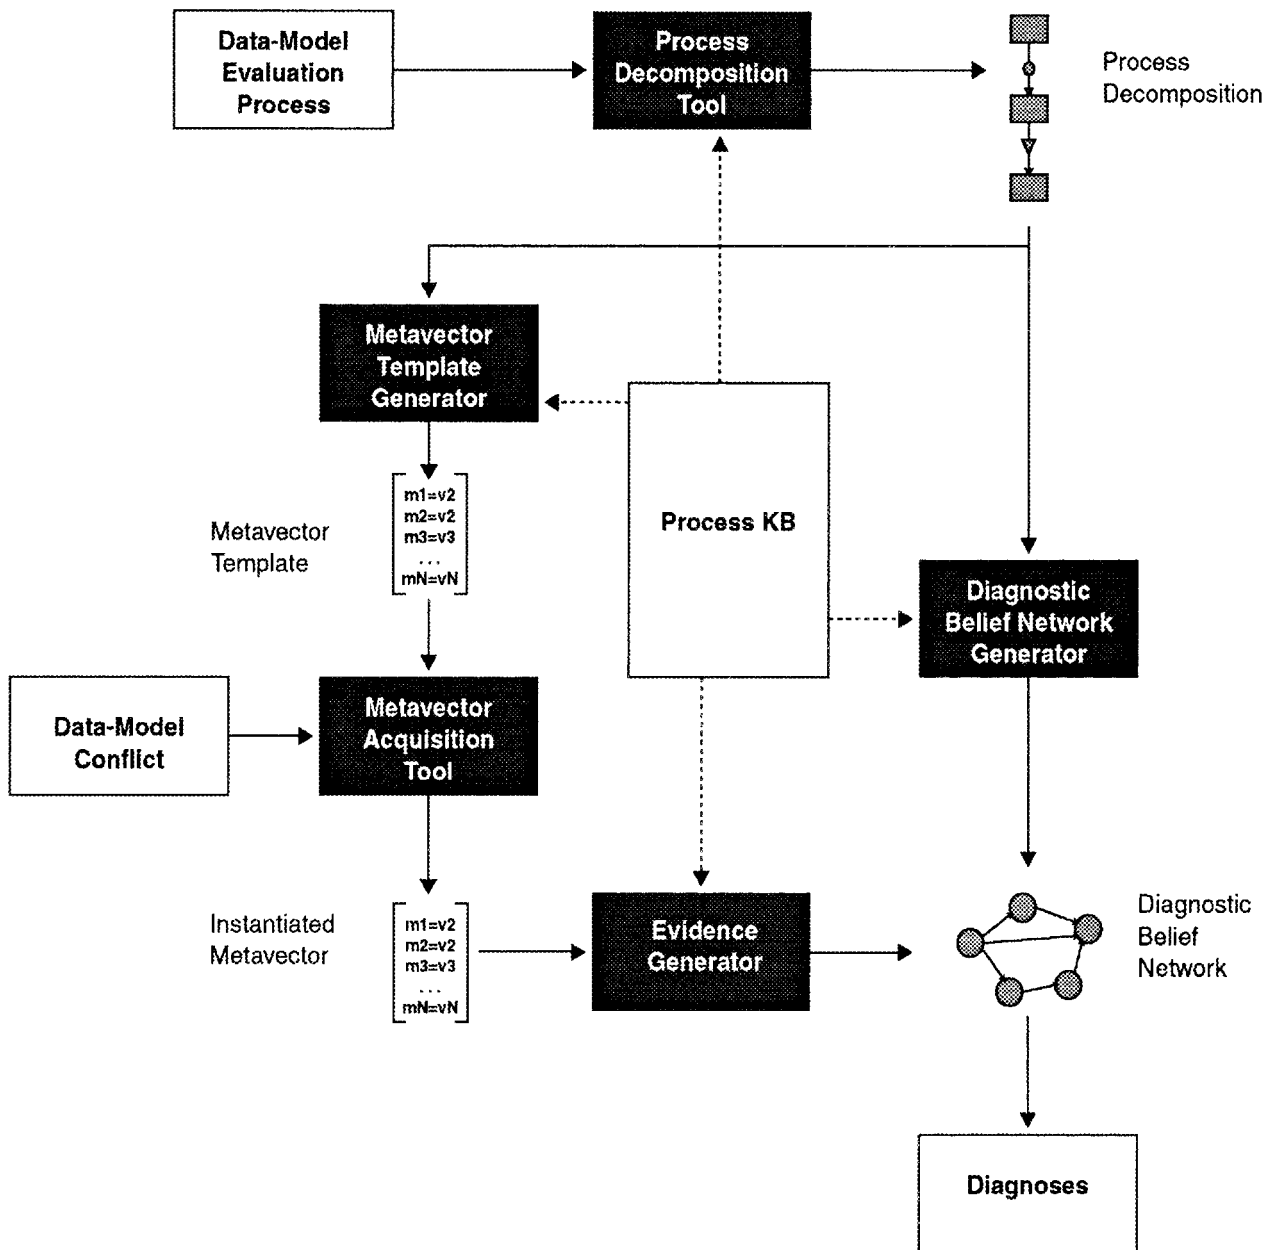 Data-Model
Evaluation
Process
Process
Decomposition
Tool
Process
Decomposition
Metavector
Template
Generator
m1=v2
m2=v2
m3=v3
...
mN=vN
Metavector
Template
Process KB
Diagnostic
Belief Network
Generator
Data-Model
Conflict
Metavector
Acquisition
Tool
Instantiated
Metavector
m1=v2
m2=v2
m3=v3
...
mN=vN
Evidence
Generator
Diagnostic
Belief
Network
Diagnoses